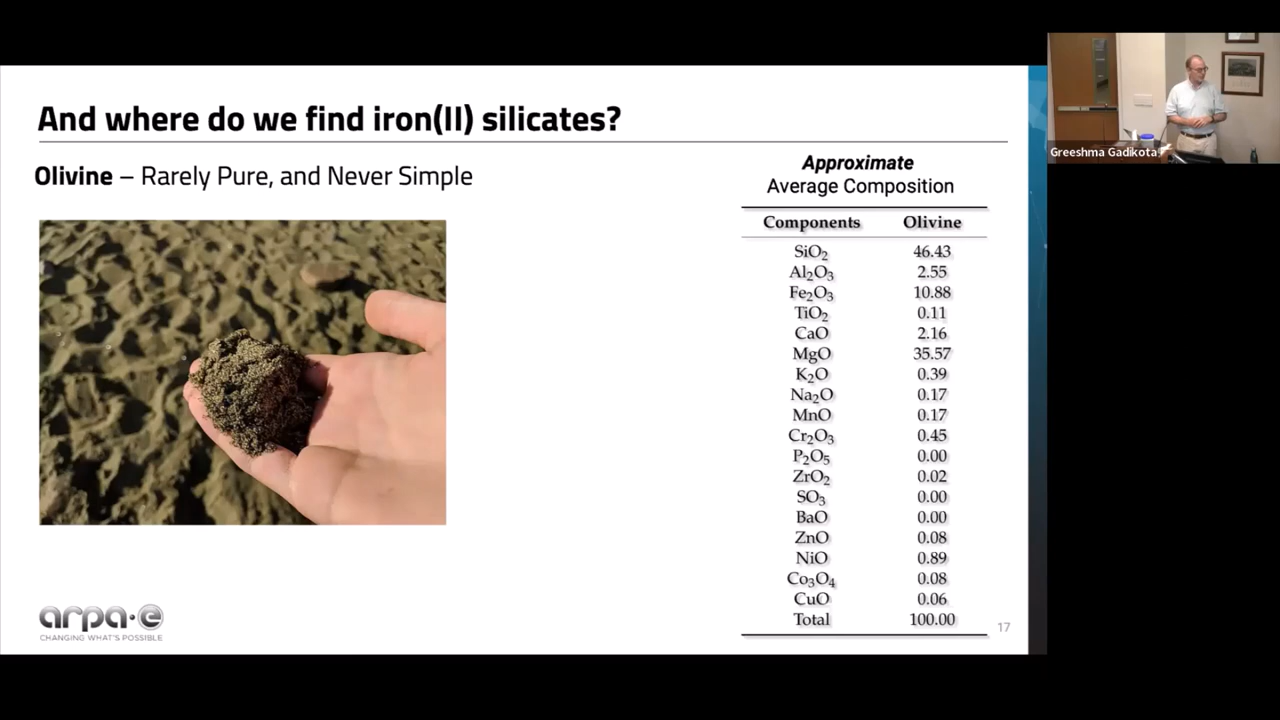 And where do we find iron(II) silicates?
Olivine – Rarely Pure, and Never Simple
Approximate
Average Composition
Components Olivine
SiO₂ 46.43
Al₂O₃ 2.55
Fe₂O₃ 10.88
TiO₂ 0.11
CaO 2.16
MgO 35.57
K₂O 0.39
Na₂O 0.17
MnO 0.17
Cr₂O₃ 0.45
P₂O₅ 0.00
ZrO₂ 0.02
SO₃ 0.00
BaO 0.00
ZnO 0.08
NiO 0.89
Co₃O₄ 0.08
CuO 0.06
Total 100.00
arpa·e
CHANGING WHAT'S POSSIBLE
17
Greeshma Gadikota